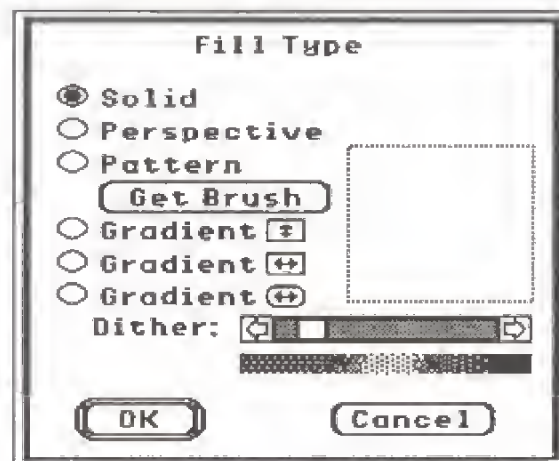 Fill Type
Solid
Perspective
Pattern
Get Brush
Gradient
Gradient
Gradient
Dither:
OK Cancel